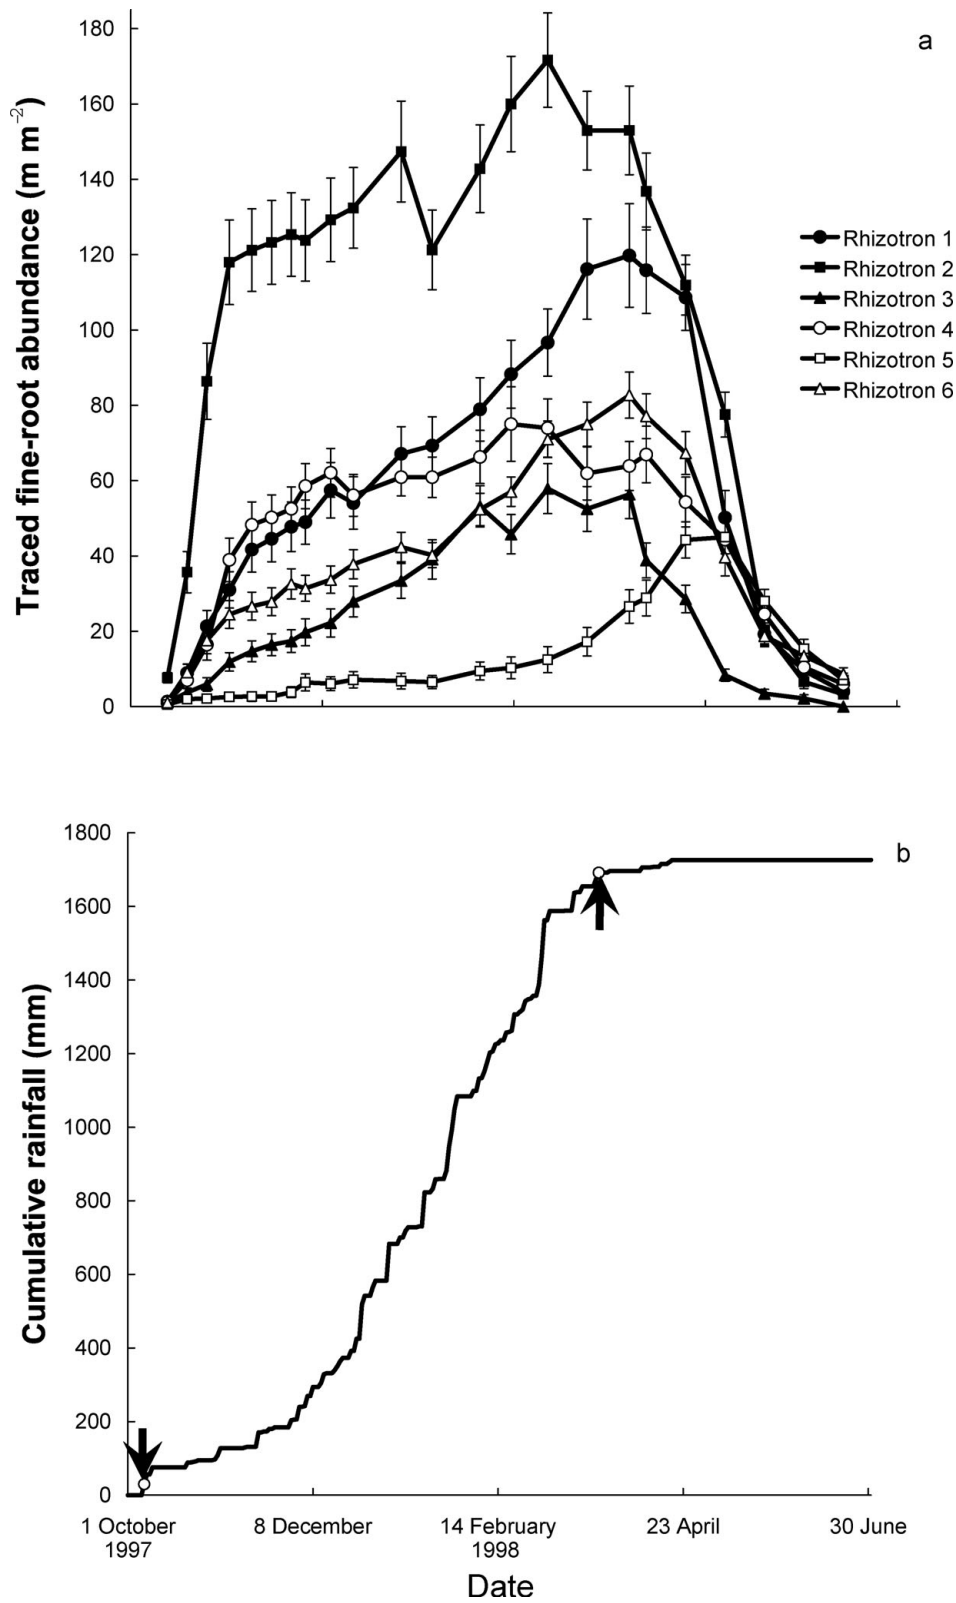 a
Traced fine-root abundance (m m⁻²)
180
160
140
120
100
80
60
40
20
0
Rhizotron 1
Rhizotron 2
Rhizotron 3
Rhizotron 4
Rhizotron 5
Rhizotron 6
b
Cumulative rainfall (mm)
1800
1600
1400
1200
1000
800
600
400
200
0
1 October 8 December 14 February 23 April 30 June
1997 1998
Date